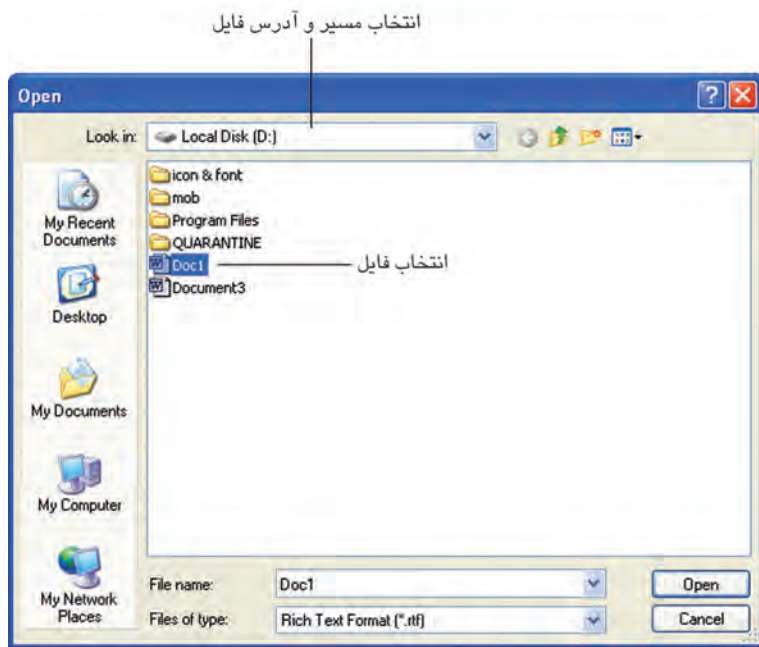 انتخاب مسیر و آدرس فایل
Open
Look in: Local Disk (D:)
icon & font
mob
Program Files
QUARANTINE
Doc1
انتخاب فایل
Document3
My Recent
Documents
Desktop
My Documents
My Computer
My Network
Places
File name: Doc1 Open
Files of type: Rich Text Format (*.rtf) Cancel